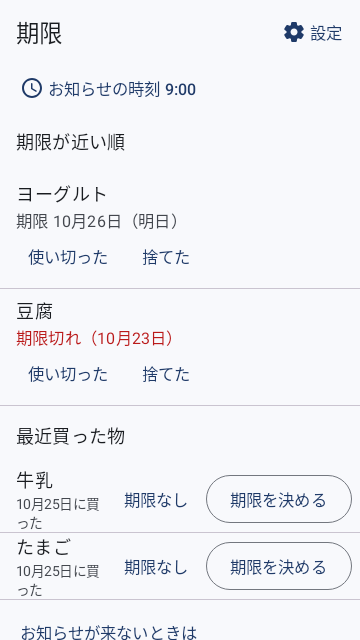 期限
設定
お知らせの時刻 9:00
期限が近い順
ヨーグルト
期限 10月26日（明日）
使い切った 捨てた
豆腐
期限切れ（10月23日）
使い切った 捨てた
最近買った物
牛乳
10月25日に買
った
期限なし
期限を決める
たまご
10月25日に買
った
期限なし
期限を決める
お知らせが来ないときは